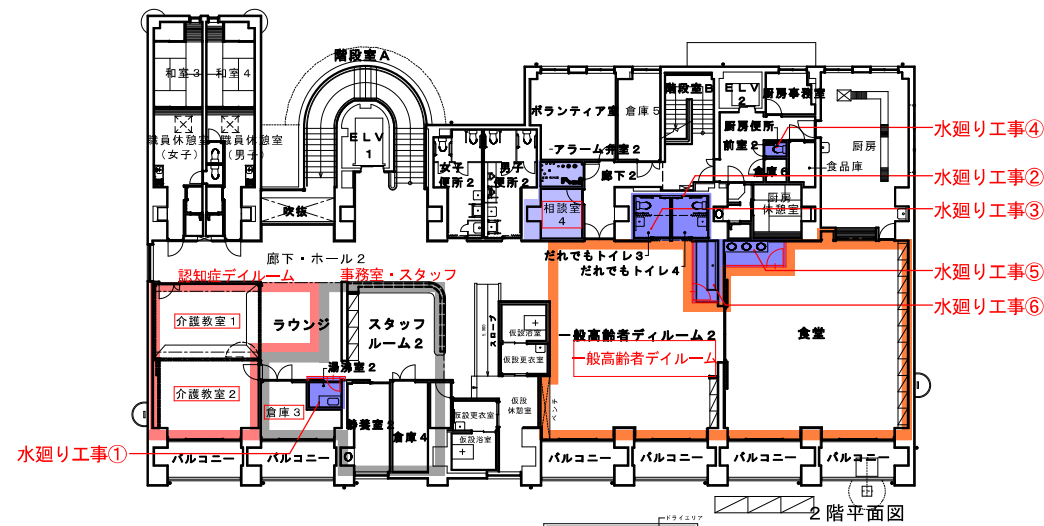 階段室A
和室3
和室4
職員休憩室
(女子)
職員休憩室
(男子)
ELV
1
吹抜
女子
便所2
男子
便所2
ボランティア室
倉庫5
階段室B
ELV
2
厨房事務室
アラーム弁室2
廊下2
厨房便所
前室2
倉庫6
厨房
食品庫
厨房
休憩室
相談室
4
水廻り工事④
水廻り工事②
水廻り工事③
水廻り工事⑤
水廻り工事⑥
だれでもトイレ3
だれでもトイレ4
廊下・ホール2
認知症デイルーム
事務室・スタッフ
介護教室1
ラウンジ
スタッフ
ルーム2
スロープ
仮設浴室
仮設更衣室
一般高齢者ディルーム2
一般高齢者デイルーム
食堂
湯沸室2
介護教室2
倉庫3
静養室2
倉庫4
仮設更衣室
仮設浴室
仮設
休憩室
ベンチ
水廻り工事①
バルコニー
バルコニー
バルコニー
バルコニー
バルコニー
バルコニー
2階平面図
ドライエリア